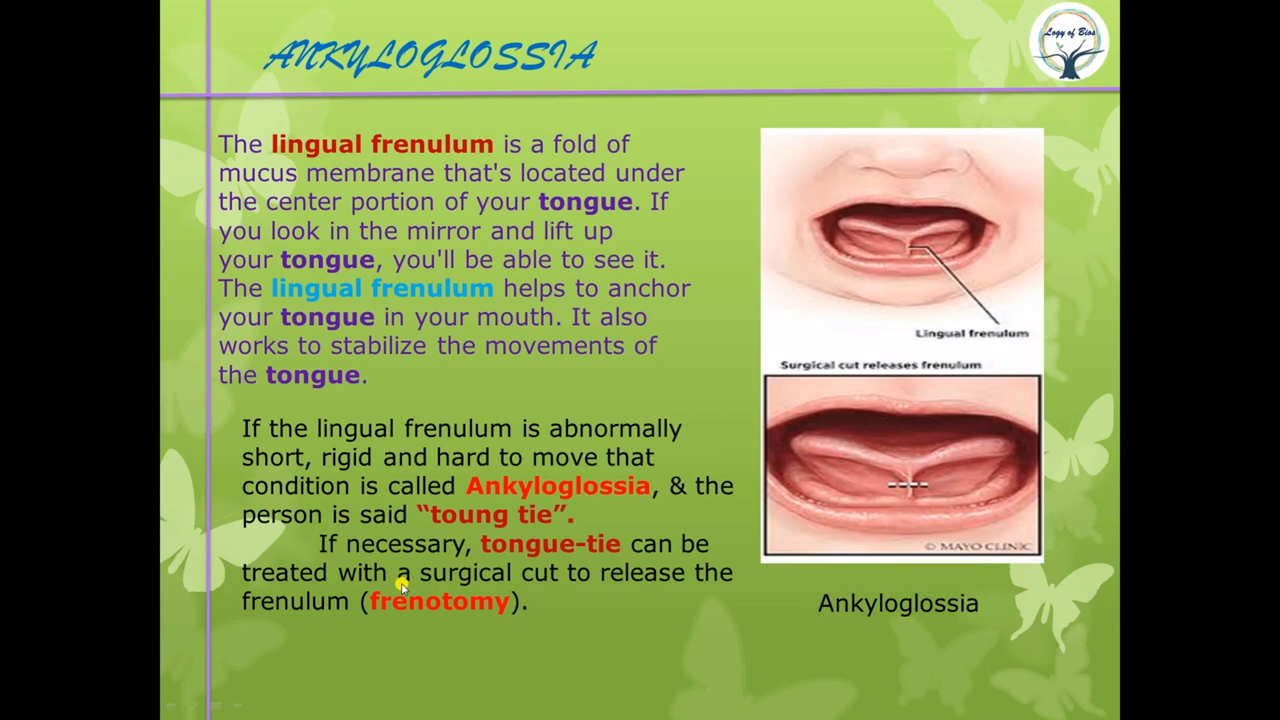 ANKYLOGLOSSIA
Logy of Bios
The lingual frenulum is a fold of
mucus membrane that's located under
the center portion of your tongue. If
you look in the mirror and lift up
your tongue, you'll be able to see it.
The lingual frenulum helps to anchor
your tongue in your mouth. It also
works to stabilize the movements of
the tongue.
If the lingual frenulum is abnormally
short, rigid and hard to move that
condition is called Ankyloglossia, & the
person is said “toung tie”.
If necessary, tongue-tie can be
treated with a surgical cut to release the
frenulum (frenotomy).
Lingual frenulum
Surgical cut releases frenulum
© MAYO CLINIC
Ankyloglossia